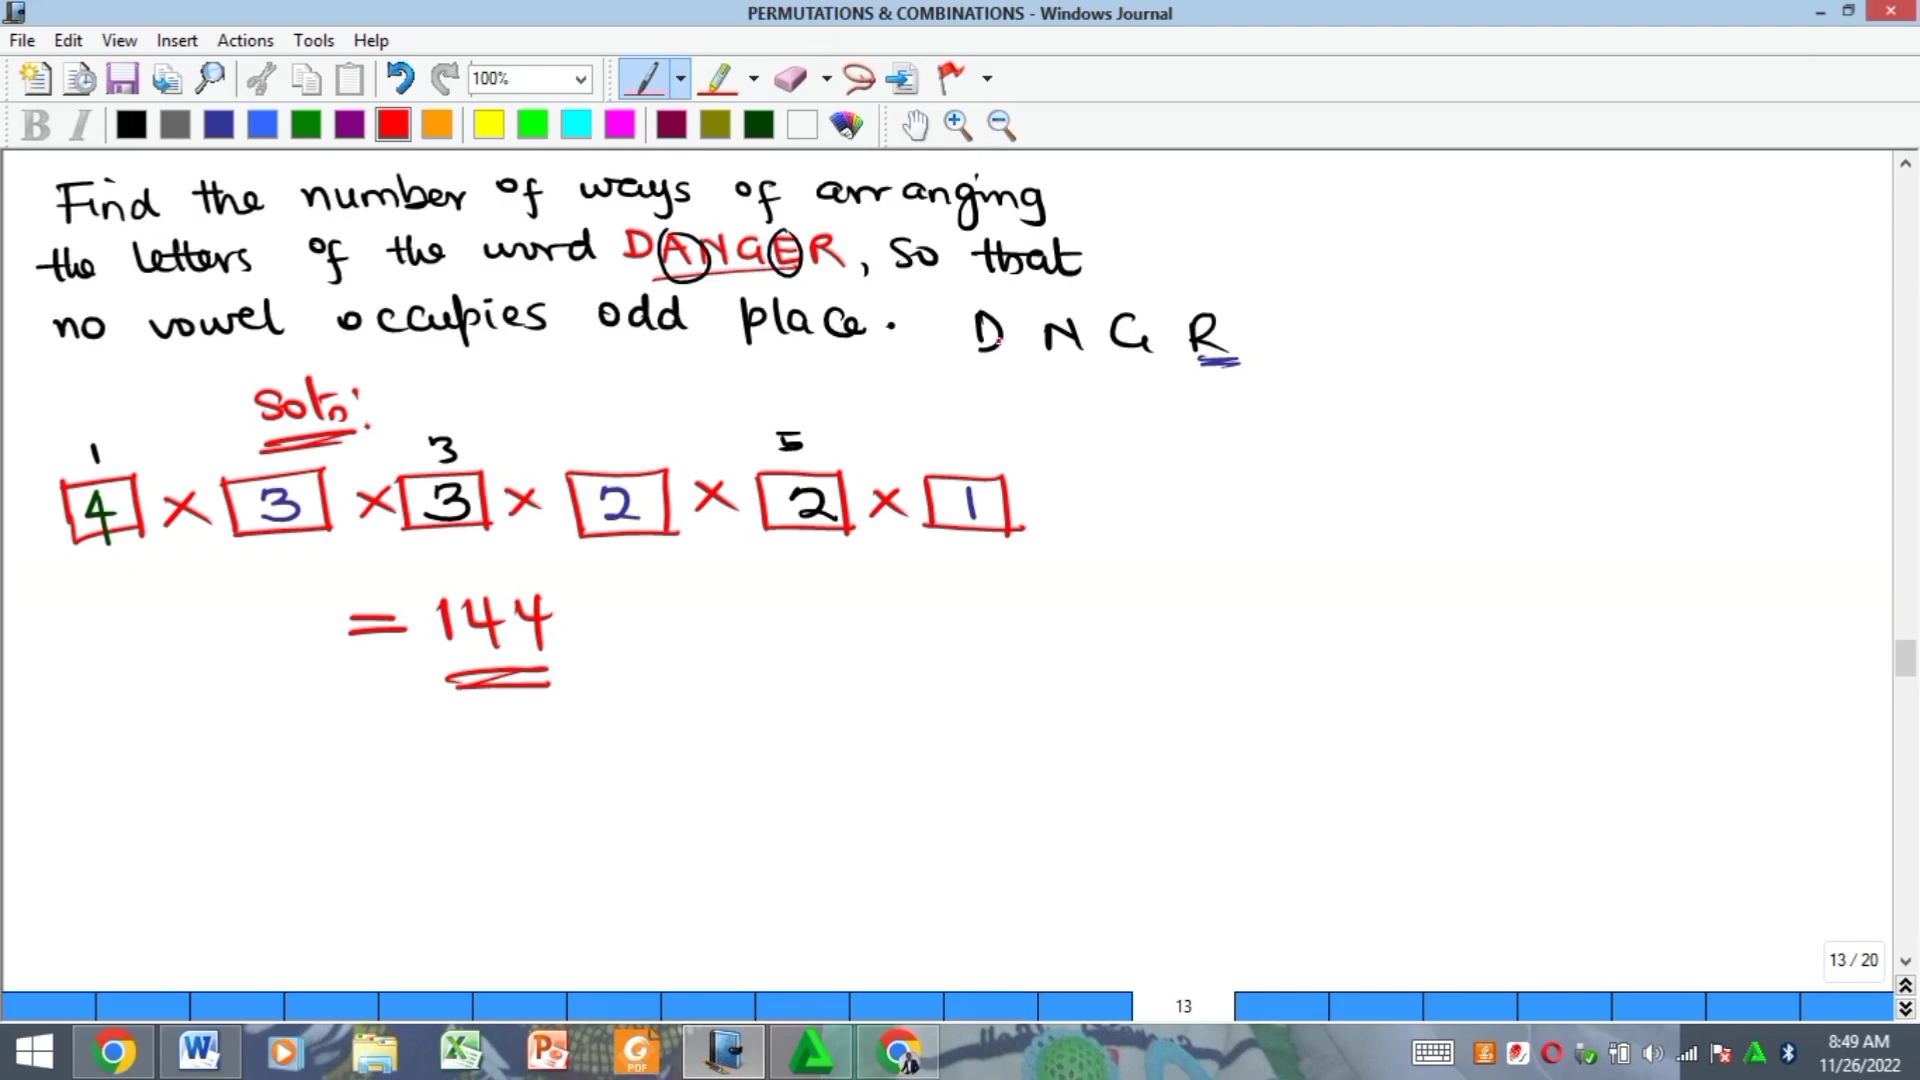 PERMUTATIONS & COMBINATIONS - Windows Journal
File Edit View Insert Actions Tools Help
100%
B I
Find the number of ways of arranging
the letters of the word DANGER, so that
no vowel occupies odd place. D N G R
Soln:
1 3 5
4 × 3 × 3 × 2 × 2 × 1
= 144
13 / 20
13
PDF
8:49 AM
11/26/2022